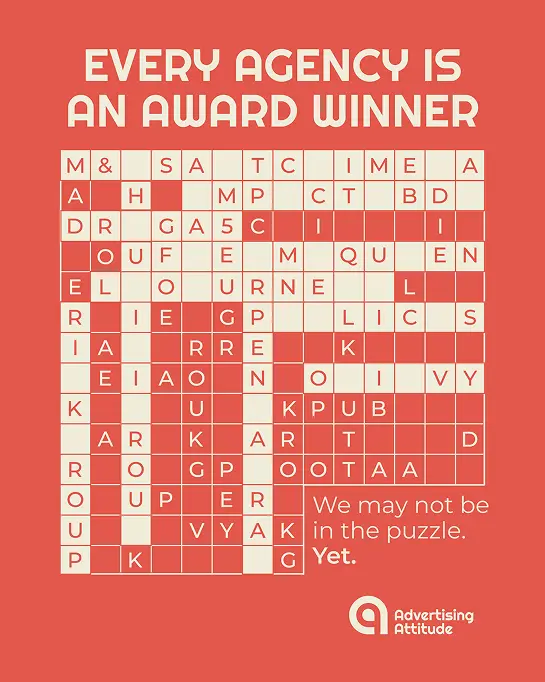 EVERY AGENCY IS
AN AWARD WINNER
M & S A T C I M E A
A H M P C T B D
D R G A 5 C I I
O U F E M Q U E N
E L O U R N E L
R I E G P L I C S
I A R R E K
E I A O N O I V Y
K U K P U B
A R K A R T D
R O G P O O T A A
O U P E R
U V Y A K
P K G
We may not be
in the puzzle.
Yet.
Advertising
Attitude